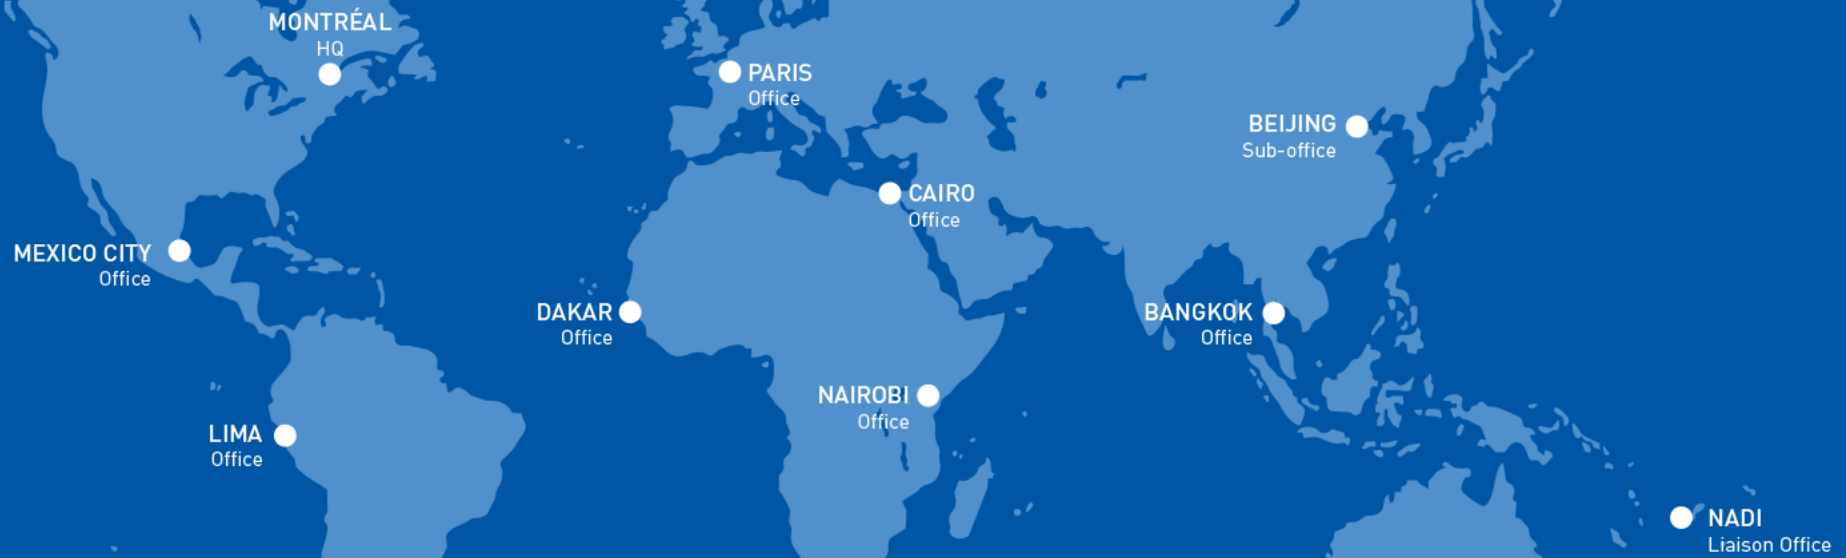 MONTRÉAL
HQ
PARIS
Office
BEIJING
Sub-office
CAIRO
Office
MEXICO CITY
Office
DAKAR
Office
BANGKOK
Office
NAIROBI
Office
LIMA
Office
NADI
Liaison Office